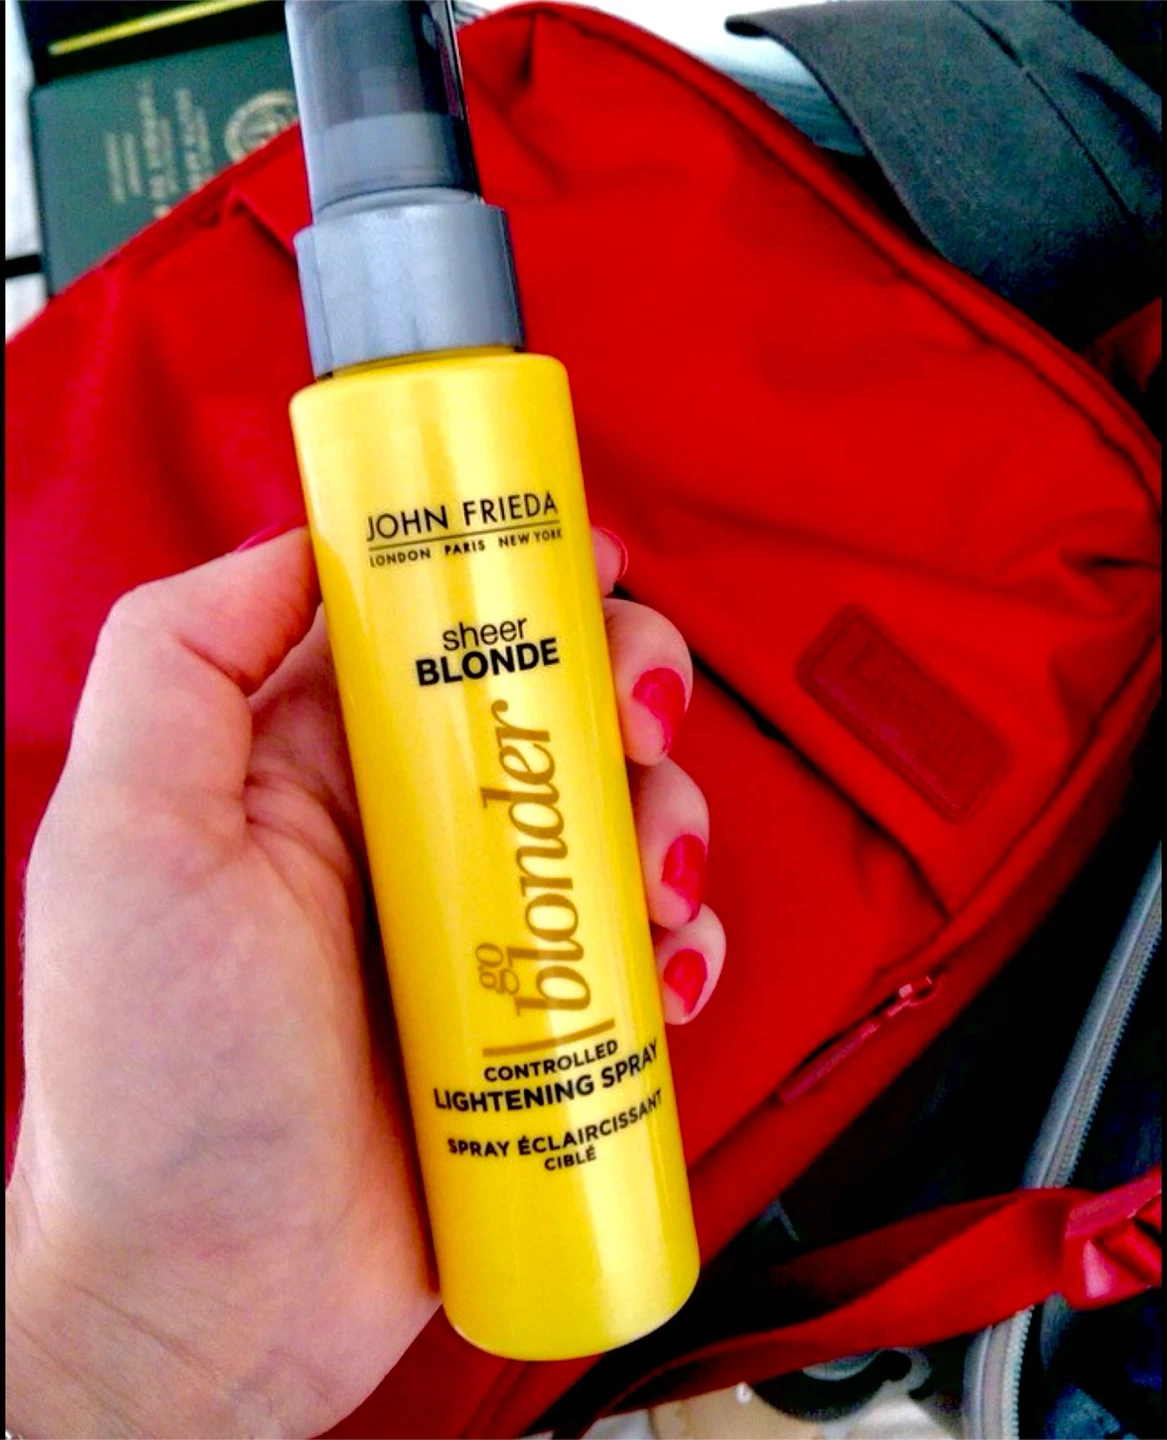 JOHN FRIEDA
LONDON PARIS NEW YORK
sheer
BLONDE
go
blonder
CONTROLLED
LIGHTENING SPRAY
SPRAY ÉCLAIRCISSANT
CIBLÉ